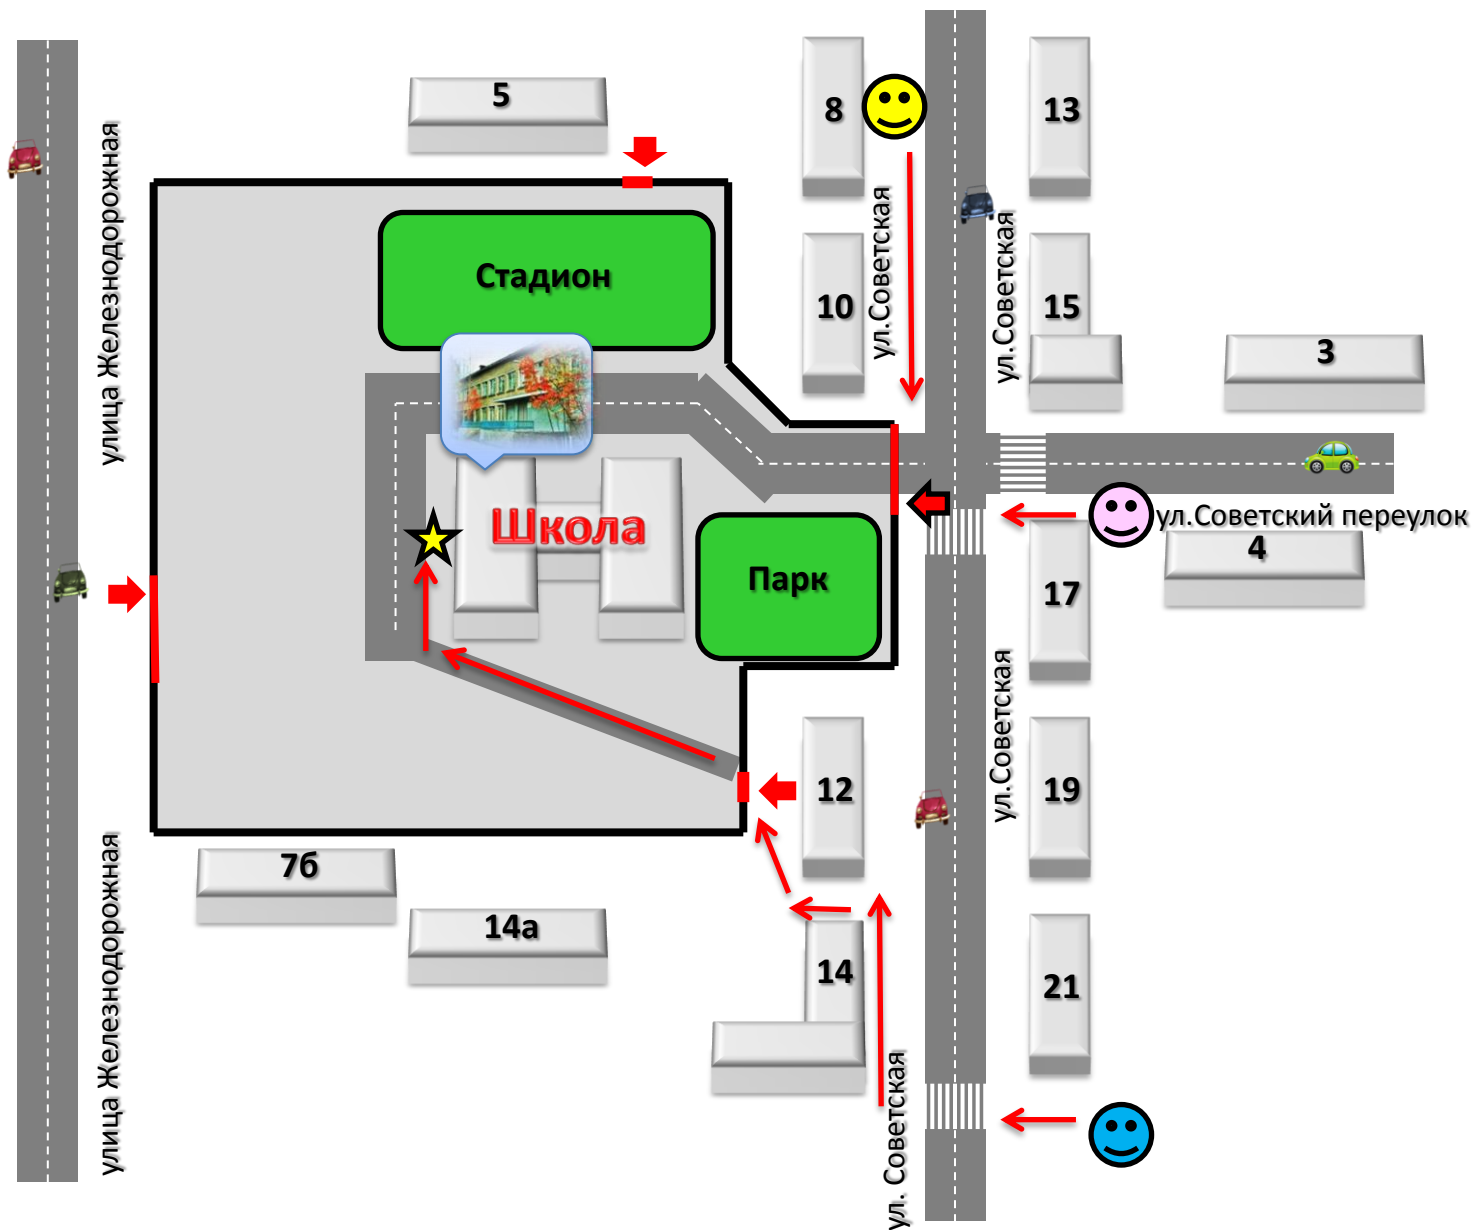 5
8
13
улица Железнодорожная
ул.Советская
ул.Советская
Стадион
10
15
3
Школа
ул.Советский переулок
4
Парк
17
ул.Советская
12
19
7б
14а
14
21
улица Железнодорожная
ул. Советская